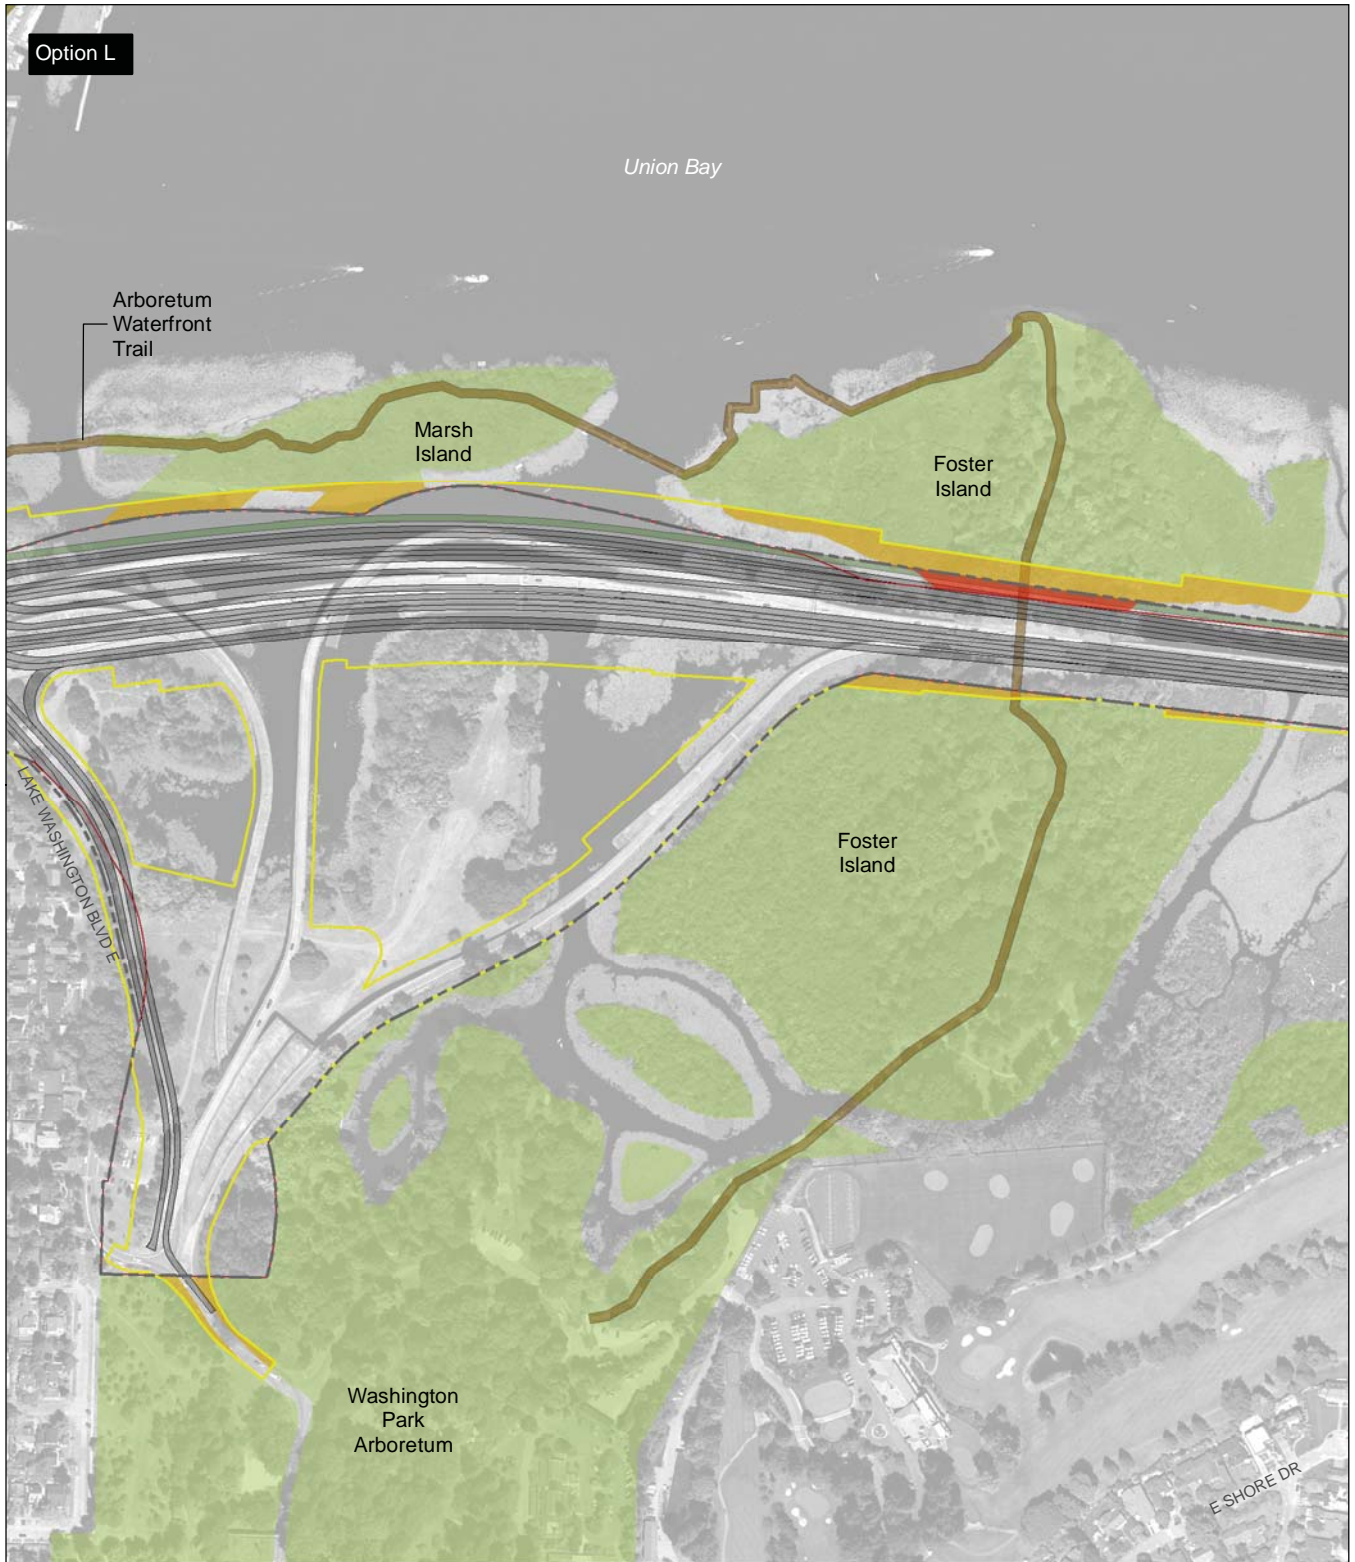 Option L
Union Bay
Arboretum
Waterfront
Trail
Marsh
Island
Foster
Island
LAKE WASHINGTON BLVD E
Foster
Island
Washington
Park
Arboretum
E SHORE DR